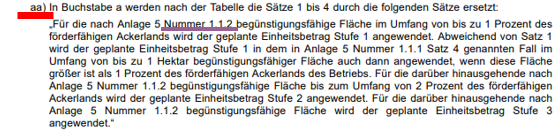 aa) In Buchstabe a werden nach der Tabelle die Sätze 1 bis 4 durch die folgenden Sätze ersetzt:
„Für die nach Anlage 5 Nummer 1.1.2 begünstigungsfähige Fläche im Umfang von bis zu 1 Prozent des
förderfähigen Ackerlands wird der geplante Einheitsbetrag Stufe 1 angewendet. Abweichend von Satz 1
wird der geplante Einheitsbetrag Stufe 1 in dem in Anlage 5 Nummer 1.1.1 Satz 4 genannten Fall im
Umfang von bis zu 1 Hektar begünstigungsfähiger Fläche auch dann angewendet, wenn diese Fläche
größer ist als 1 Prozent des förderfähigen Ackerlands des Betriebs. Für die darüber hinausgehende nach
Anlage 5 Nummer 1.1.2 begünstigungsfähige Fläche bis zum Umfang von 2 Prozent des förderfähigen
Ackerlands wird der geplante Einheitsbetrag Stufe 2 angewendet. Für die darüber hinausgehende nach
Anlage 5 Nummer 1.1.2 begünstigungsfähige Fläche wird der geplante Einheitsbetrag Stufe 3
angewendet.“